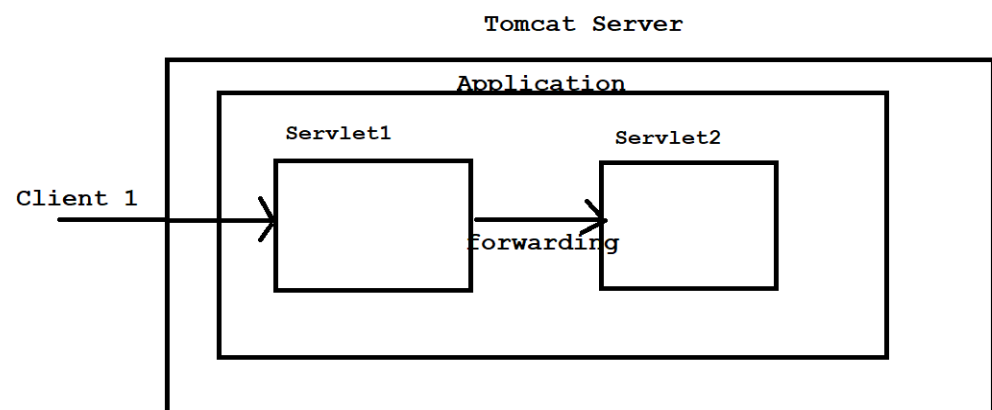 Tomcat Server
Application
Servlet1
Servlet2
Client 1
forwarding